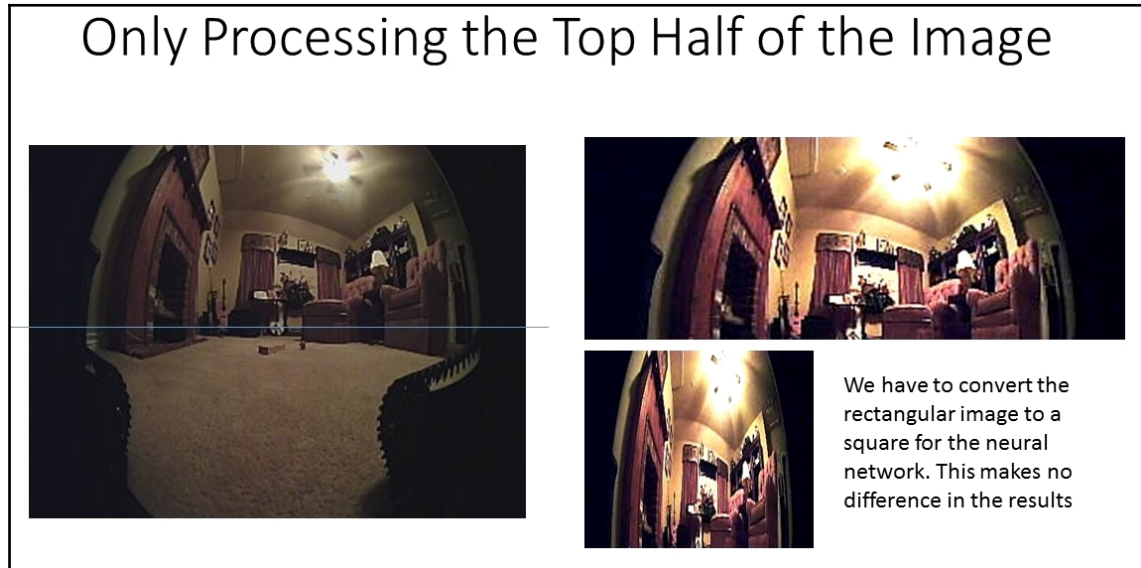 Only Processing the Top Half of the Image
We have to convert the
rectangular image to a
square for the neural
network. This makes no
difference in the results